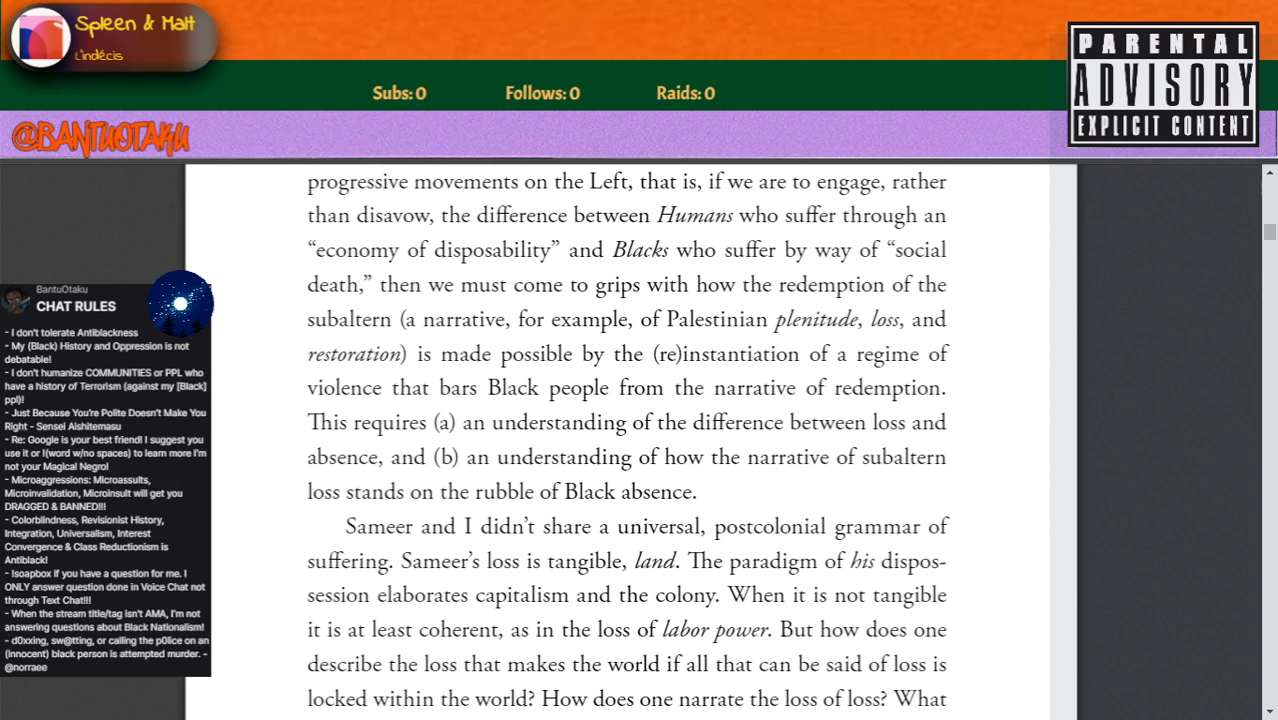 Spleen & Malt
L'indécis
PARENTAL
ADVISORY
EXPLICIT CONTENT
Subs: 0 Follows: 0 Raids: 0
@BANTUOTAKU
progressive movements on the Left, that is, if we are to engage, rather
than disavow, the difference between Humans who suffer through an
“economy of disposability” and Blacks who suffer by way of “social
death,” then we must come to grips with how the redemption of the
subaltern (a narrative, for example, of Palestinian plenitude, loss, and
restoration) is made possible by the (re)instantiation of a regime of
violence that bars Black people from the narrative of redemption.
This requires (a) an understanding of the difference between loss and
absence, and (b) an understanding of how the narrative of subaltern
loss stands on the rubble of Black absence.
Sameer and I didn’t share a universal, postcolonial grammar of
suffering. Sameer’s loss is tangible, land. The paradigm of his dispos-
session elaborates capitalism and the colony. When it is not tangible
it is at least coherent, as in the loss of labor power. But how does one
describe the loss that makes the world if all that can be said of loss is
locked within the world? How does one narrate the loss of loss? What
BantuOtaku
CHAT RULES
- I don't tolerate Antiblackness
- My (Black) History and Oppression is not
debatable!
- I don't humanize COMMUNITIES or PPL who
have a history of Terrorism (against my [Black]
ppl)!
- Just Because You're Polite Doesn't Make You
Right - Sensei Aishitemasu
- Re: Google is your best friend! I suggest you
use it or !(word w/no spaces) to learn more I'm
not your Magical Negro!
- Microaggressions: Microassults,
Microinvalidation, Microinsult will get you
DRAGGED & BANNED!!!
- Colorblindness, Revisionist History,
Integration, Universalism, Interest
Convergence & Class Reductionism is
Antiblack!
- !soapbox if you have a question for me. I
ONLY answer question done in Voice Chat not
through Text Chat!!!
- When the stream title/tag isn't AMA, I'm not
answering questions about Black Nationalism!
- d0xxing, sw@tting, or calling the p0lice on an
(innocent) black person is attempted murder. -
@norraee